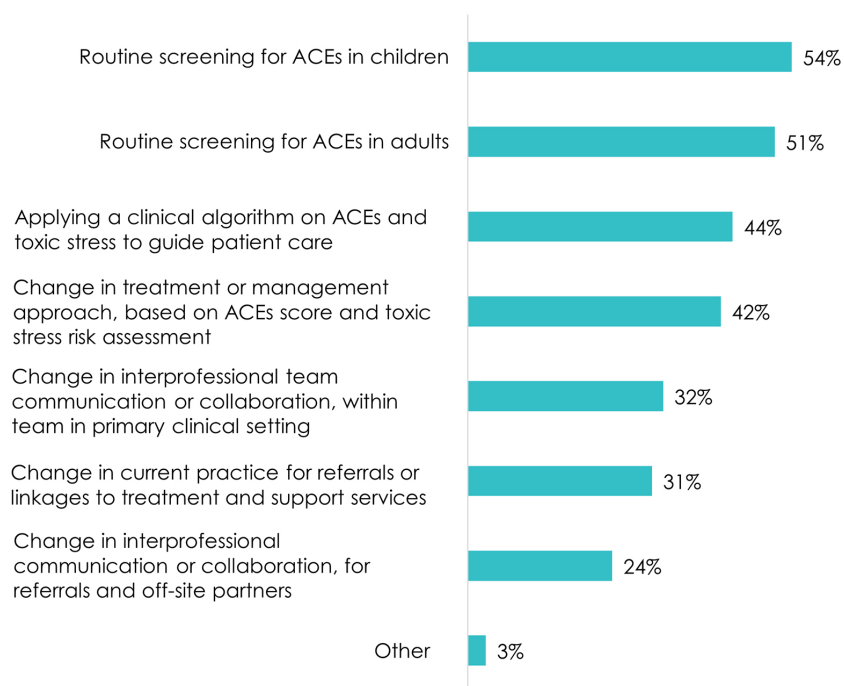 Routine screening for ACEs in children
54%
Routine screening for ACEs in adults
51%
Applying a clinical algorithm on ACEs and
toxic stress to guide patient care
44%
Change in treatment or management
approach, based on ACEs score and toxic
stress risk assessment
42%
Change in interprofessional team
communication or collaboration, within
team in primary clinical setting
32%
Change in current practice for referrals or
linkages to treatment and support services
31%
Change in interprofessional
communication or collaboration, for
referrals and off-site partners
24%
Other
3%